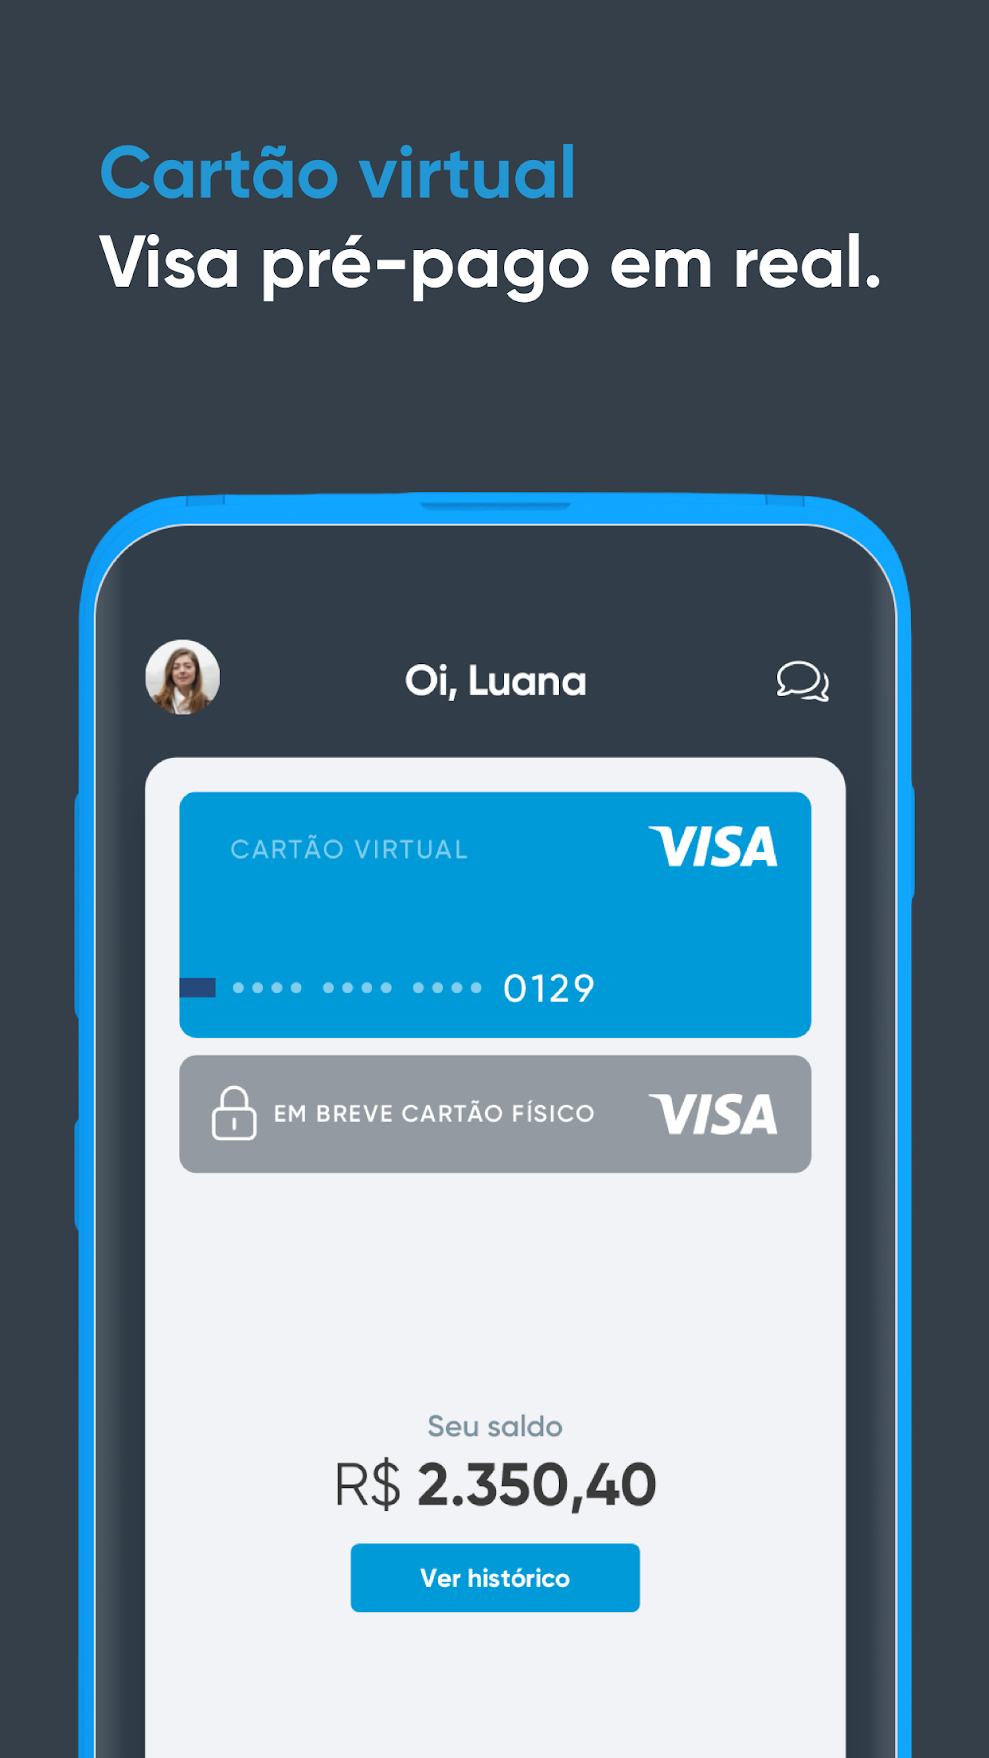 Cartão virtual
Visa pré-pago em real.
Oi, Luana
CARTÃO VIRTUAL VISA
•••• •••• •••• 0129
EM BREVE CARTÃO FÍSICO VISA
Seu saldo
R$ 2.350,40
Ver histórico